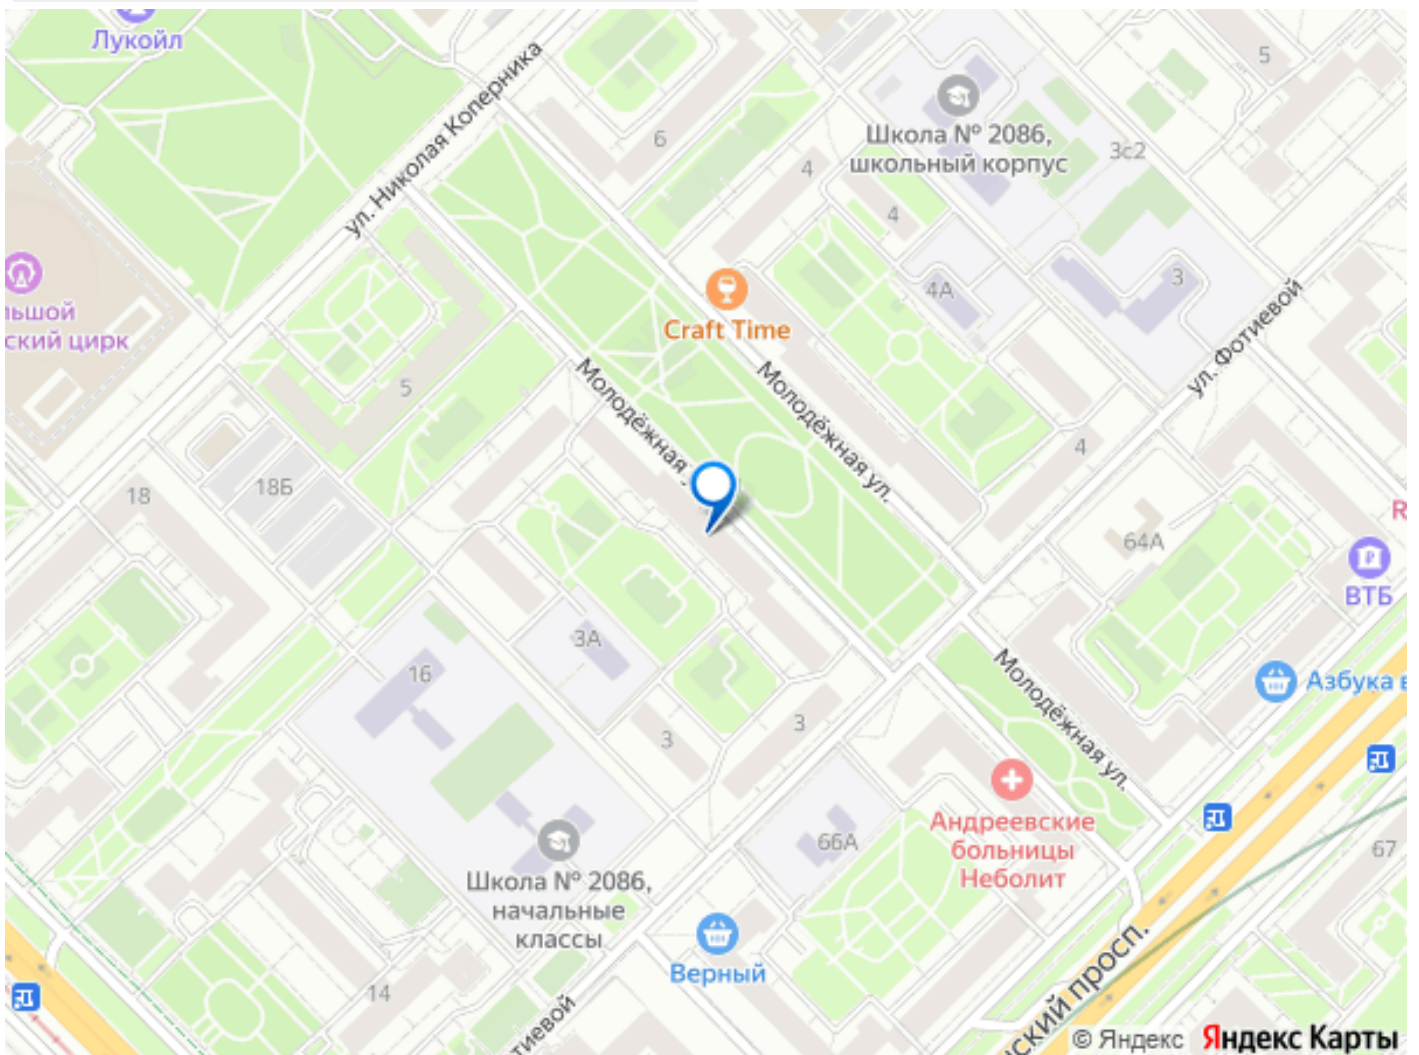 Лукойл
ул. Николая Коперника
5
6
Школа № 2086,
школьный корпус
3с2
4
4
4А
3
льшой
ский цирк
Craft Time
ул. Фотиевой
5
Молодёжная у
Молодёжная ул.
4
18
18Б
64А
R
ВТБ
3А
16
Азбука в
Молодёжная ул.
3
3
Андреевские
больницы
Неболит
66А
67
Школа № 2086,
начальные
классы
Верный
14
тиевой
ский просп.
© Яндекс Яндекс Карты